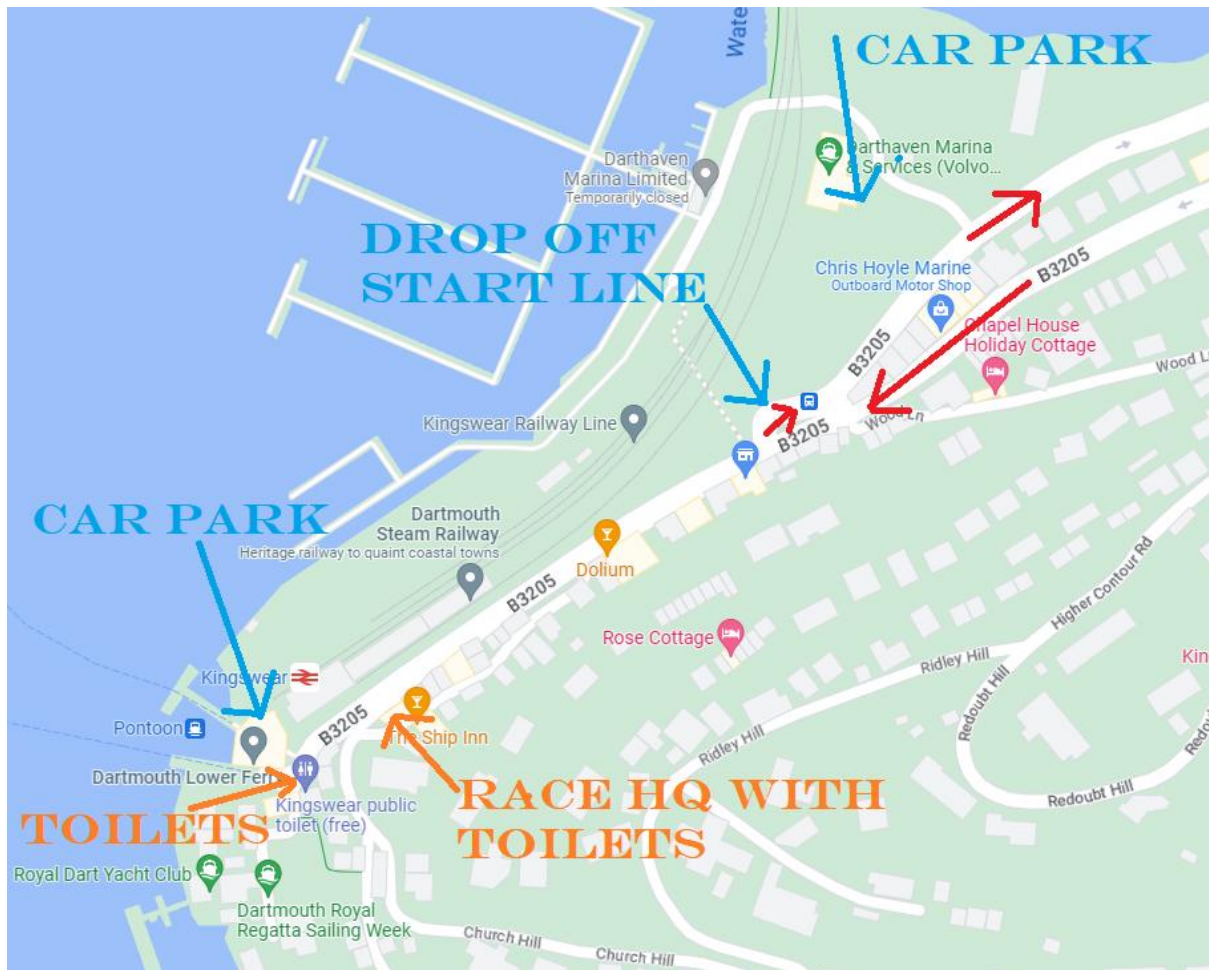 Wate
CAR PARK
Darthaven
Marina Limited
Temporarily closed
Darthaven Marina
& Services (Volvo...
DROP OFF
START LINE
Chris Hoyle Marine
Outboard Motor Shop
B3205
Chapel House
Holiday Cottage
B3205
Wood L
Wood Ln
B3205
Kingswear Railway Line
CAR PARK
Dartmouth
Steam Railway
Heritage railway to quaint coastal towns
Dolium
B3205
Higher Contour Rd
Rose Cottage
Ridley Hill
Kin
Kingswear
Redoubt Hill
Redou
Pontoon
B3205
The Ship Inn
Ridley Hill
Dartmouth Lower Fer
Redoubt Hill
TOILETS
Kingswear public
toilet (free)
RACE HQ WITH
TOILETS
Royal Dart Yacht Club
Dartmouth Royal
Regatta Sailing Week
Church Hill
Church Hill